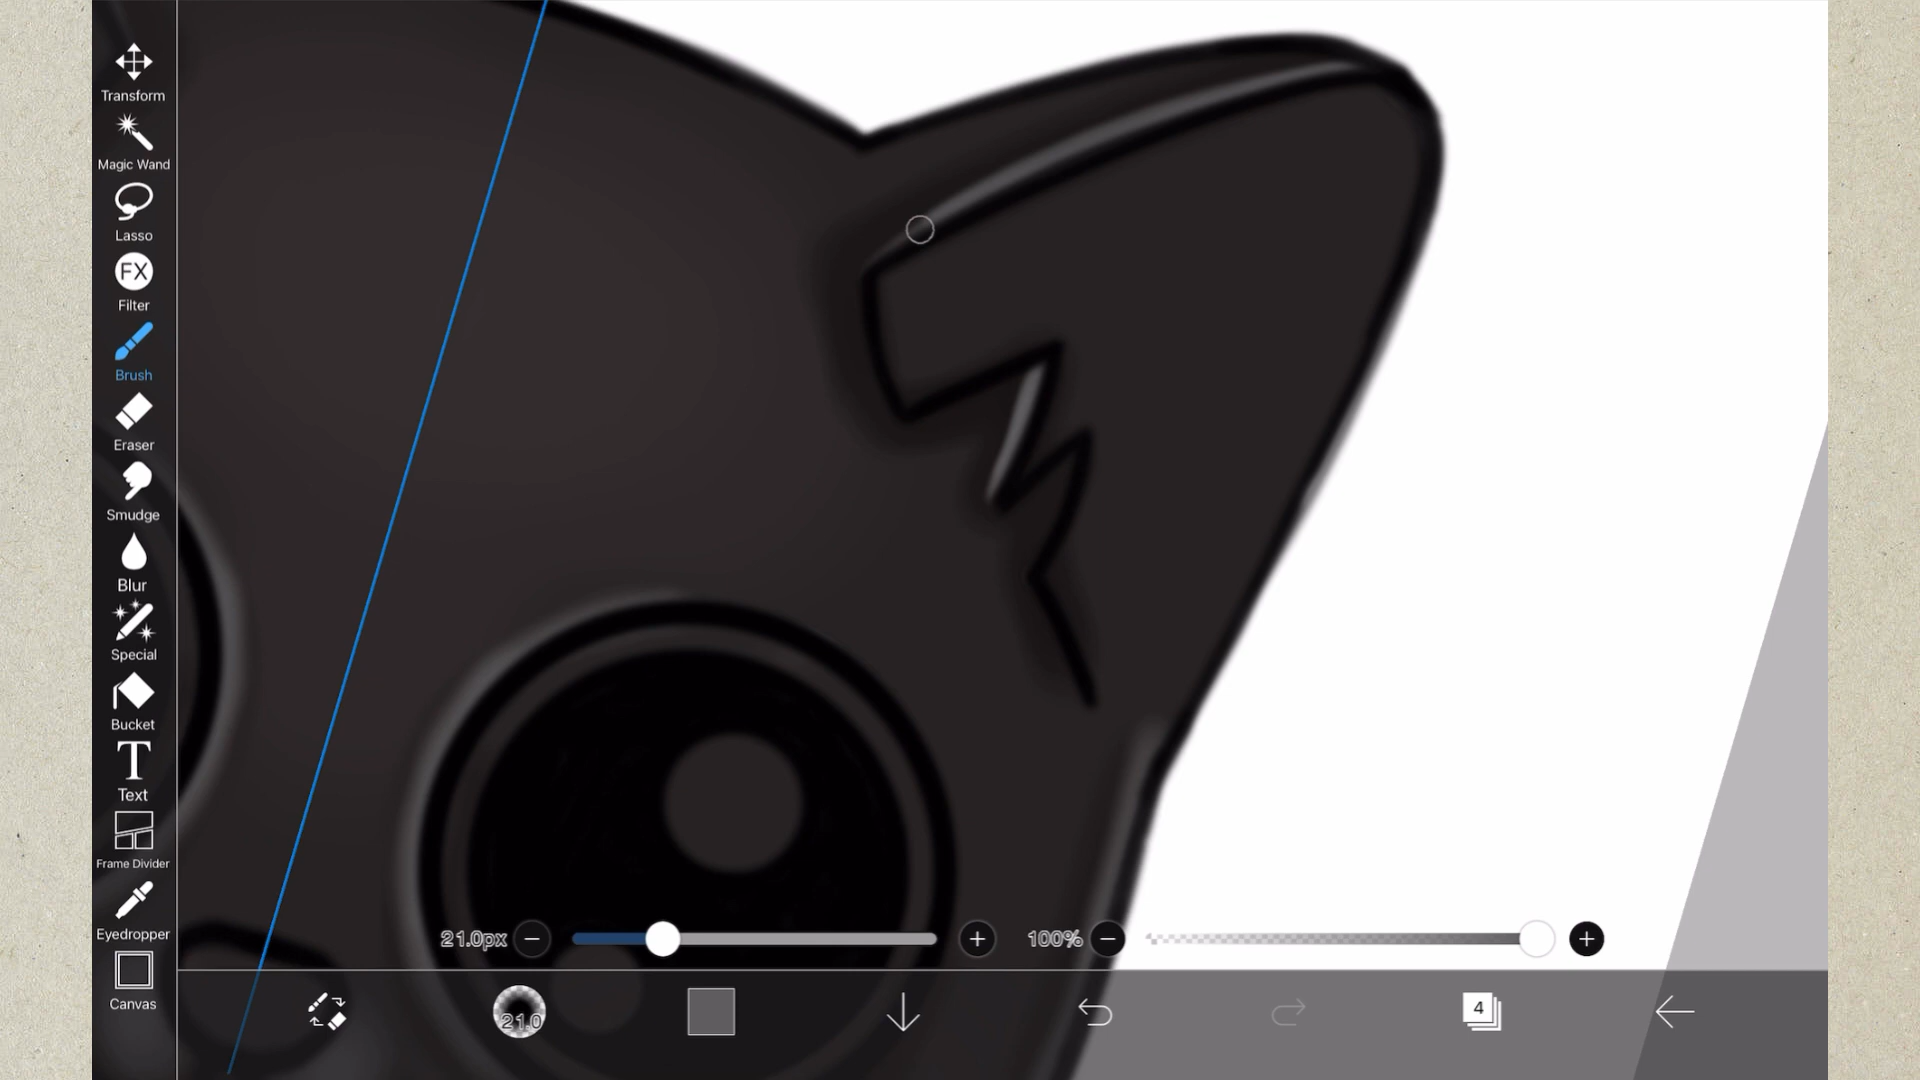 Transform
Magic Wand
Lasso
FX
Filter
Brush
Eraser
Smudge
Blur
Special
Bucket
T
Text
Frame Divider
Eyedropper
Canvas
21.0px
100%
21.0
4